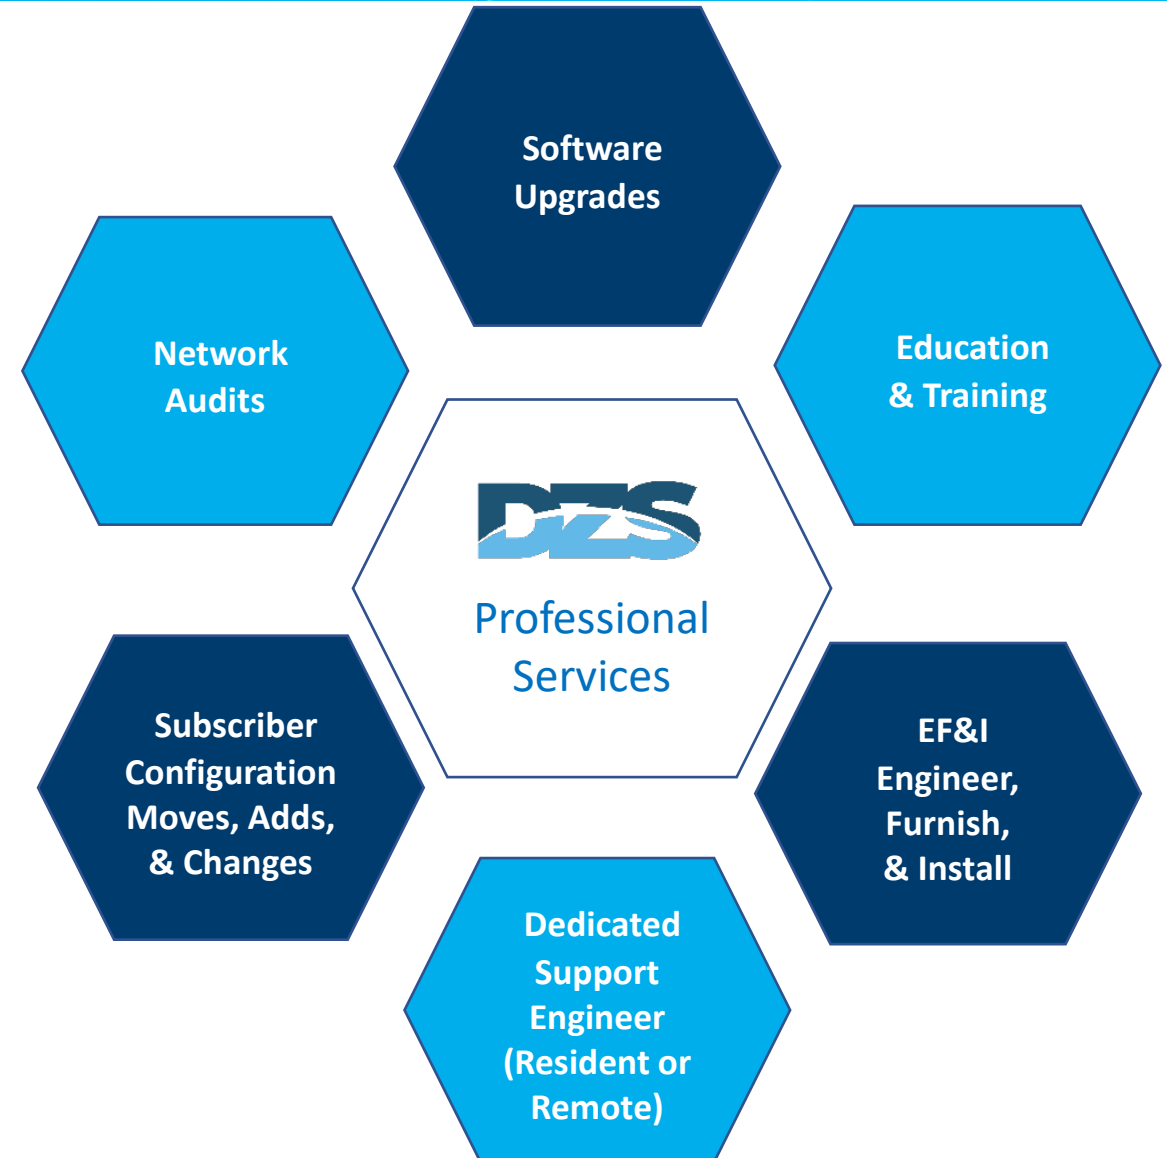 Software
Upgrades
Network
Audits
Education
& Training
DZS
Professional
Services
Subscriber
Configuration
Moves, Adds,
& Changes
EF&I
Engineer,
Furnish,
& Install
Dedicated
Support
Engineer
(Resident or
Remote)